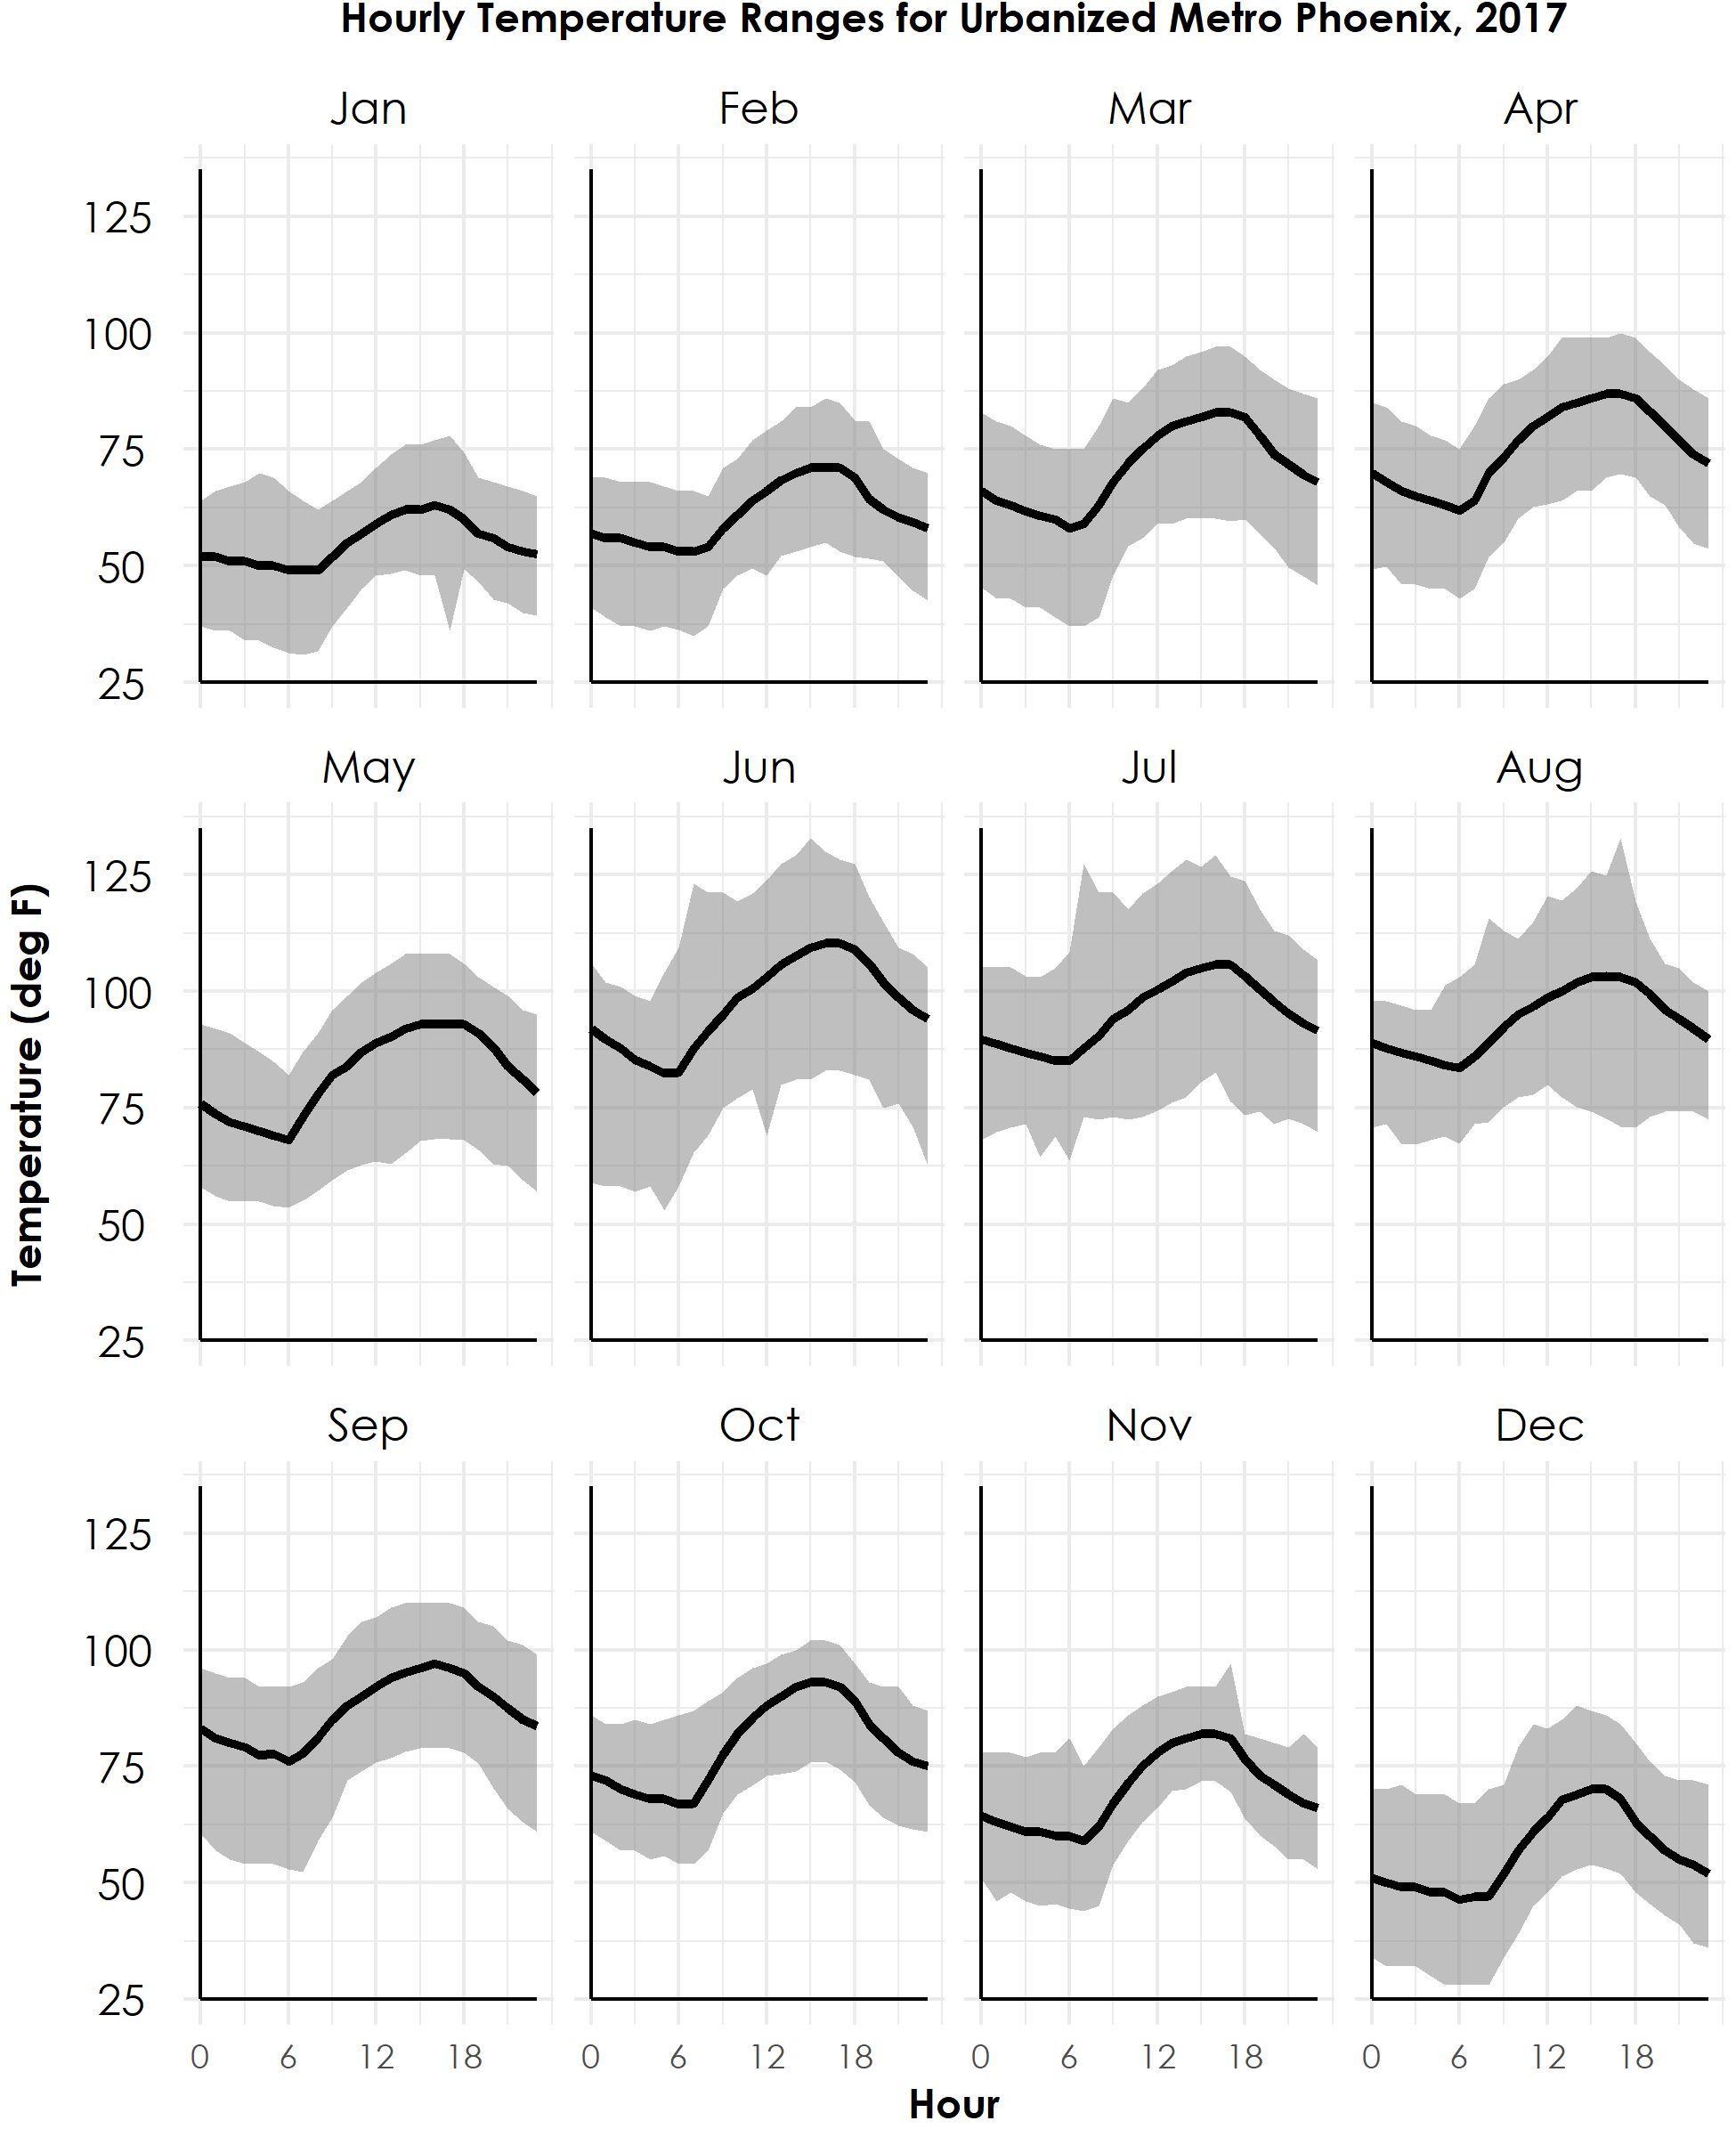 Hourly Temperature Ranges for Urbanized Metro Phoenix, 2017
Jan Feb Mar Apr
125
100
75
50
25
May Jun Jul Aug
Temperature (deg F)
125
100
75
50
25
Sep Oct Nov Dec
125
100
75
50
25
0 6 12 18 0 6 12 18 0 6 12 18 0 6 12 18
Hour